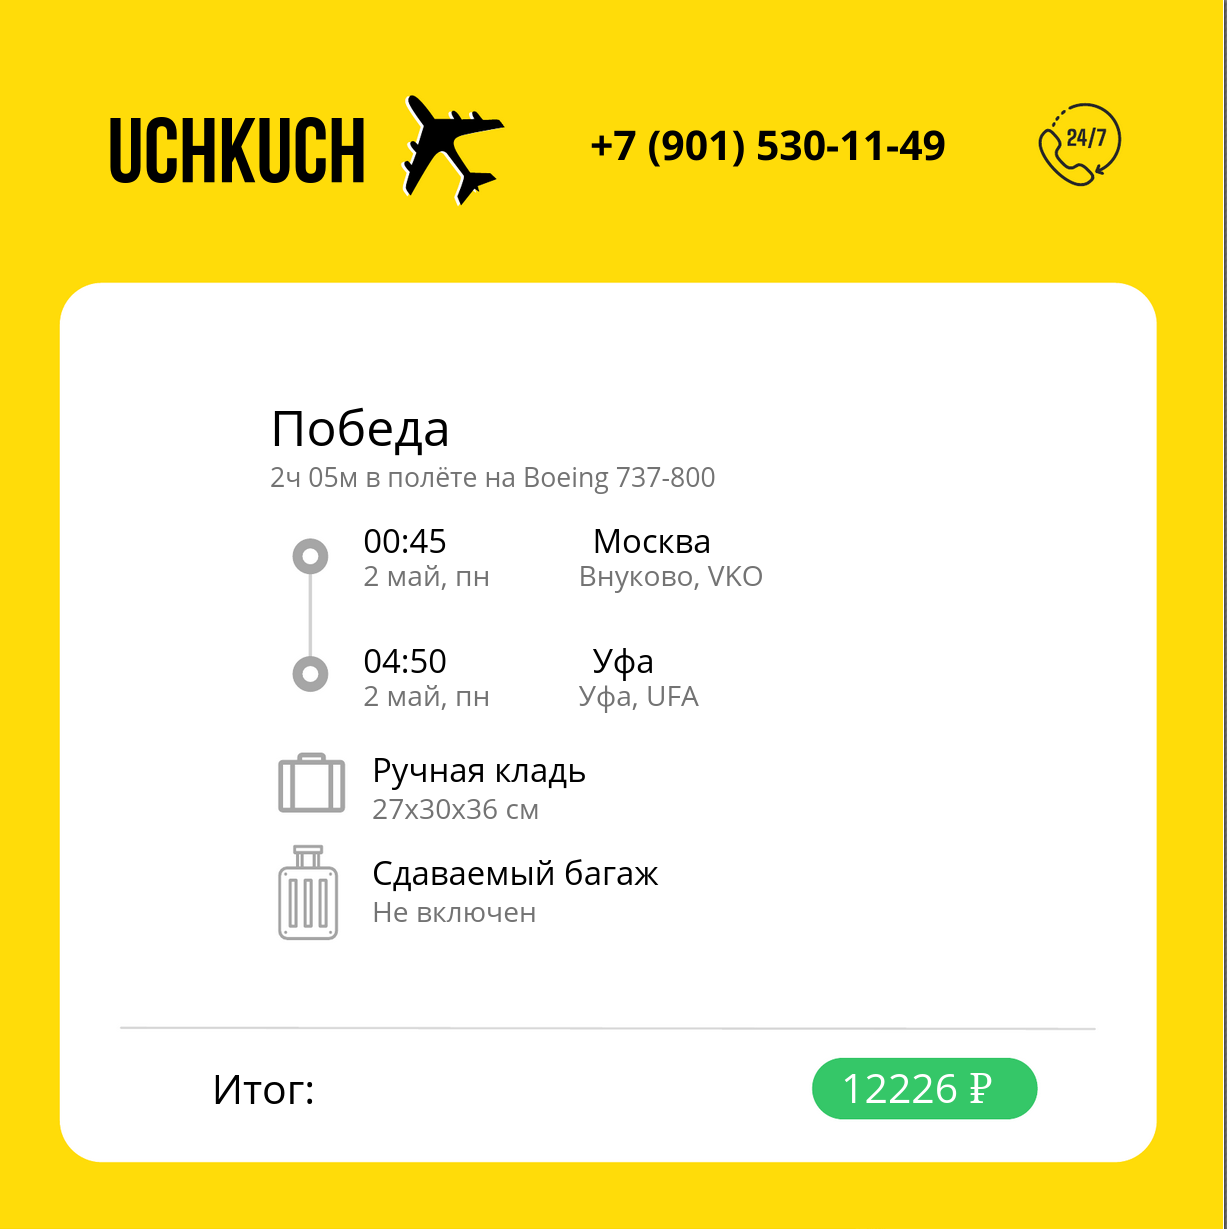 UCHKUCH
+7 (901) 530-11-49
24/7
Победа
2ч 05м в полёте на Boeing 737-800
00:45 Москва
2 май, пн Внуково, VKO
04:50 Уфа
2 май, пн Уфа, UFA
Ручная кладь
27x30x36 см
Сдаваемый багаж
Не включен
Итог: 12226 ₽